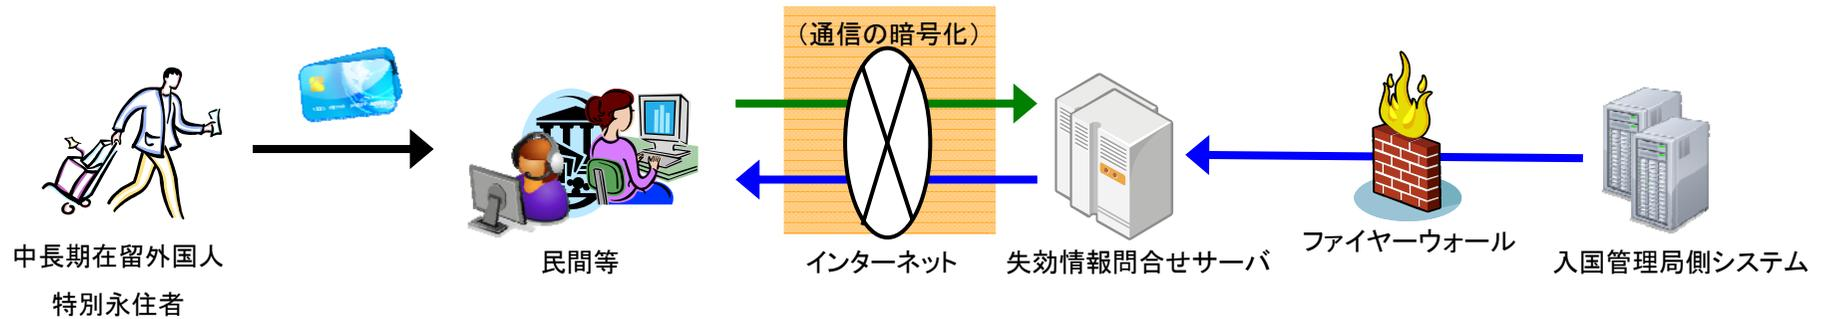 （通信の暗号化）
中長期在留外国人
特別永住者
民間等
インターネット
失効情報問合せサーバ
ファイヤーウォール
入国管理局側システム